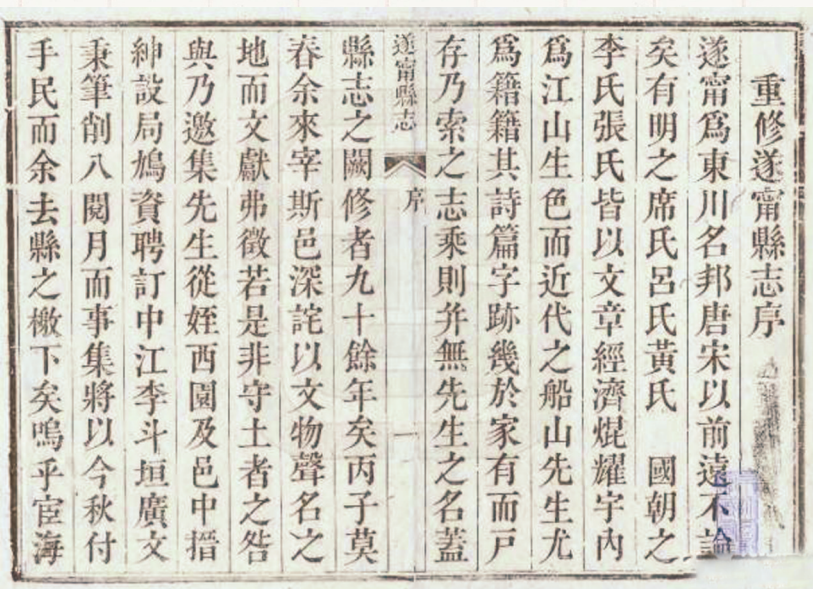 重修遂甯縣志序
遂甯爲東川名邦唐宋以前遠不論
矣有明之席氏呂氏黃氏　國朝之
李氏張氏皆以文章經濟焜耀宇內
爲江山生色而近代之船山先生尤
爲籍籍其詩篇字跡幾於家有而戶
存乃索之志乘則幷無先生之名蓋
遂甯縣志　序　一
縣志之闕修者九十餘年矣丙子莫
春余來宰斯邑深詫以文物聲名之
地而文獻弗徵若是非守土者之咎
與乃邀集先生從姪西園及邑中搢
紳設局鳩資聘訂中江李斗垣廣文
秉筆削八閱月而事集將以今秋付
手民而余去縣之檄下矣嗚乎宦海